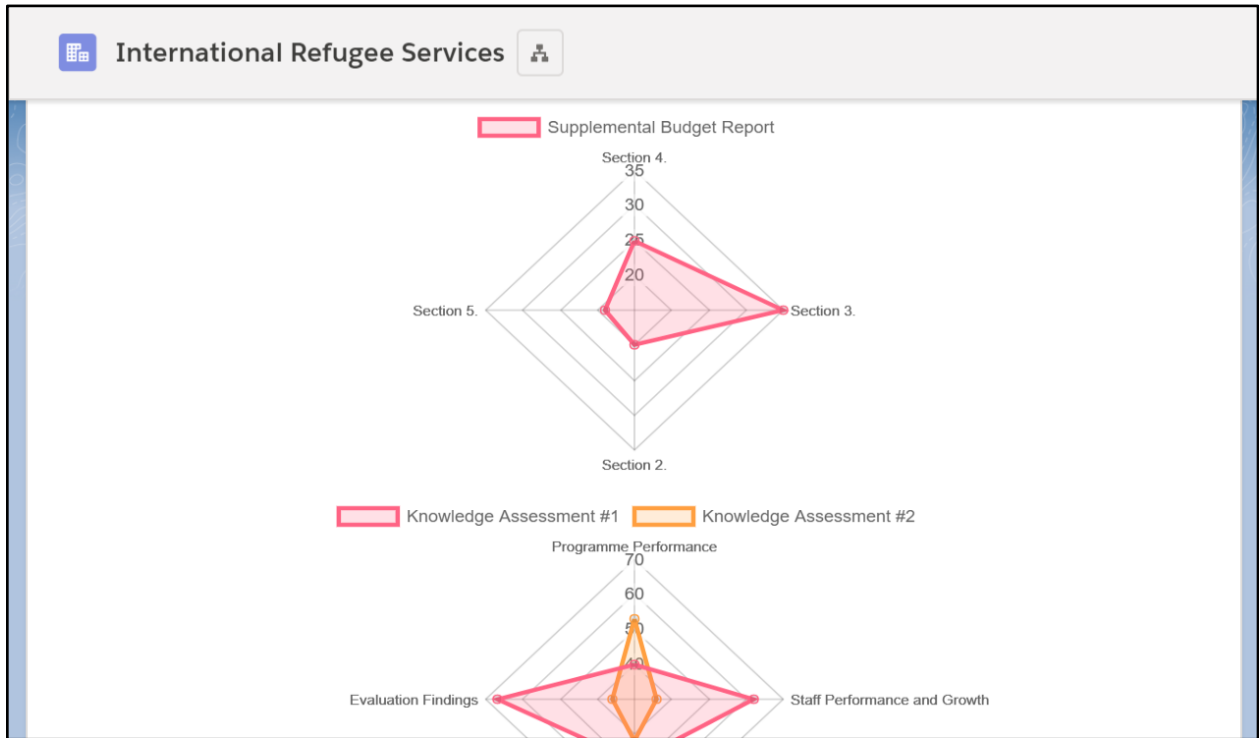 International Refugee Services
Supplemental Budget Report
Section 4.
35
30
25
20
Section 5.
Section 3.
Section 2.
Knowledge Assessment #1 Knowledge Assessment #2
Programme Performance
70
60
50
40
Evaluation Findings
Staff Performance and Growth